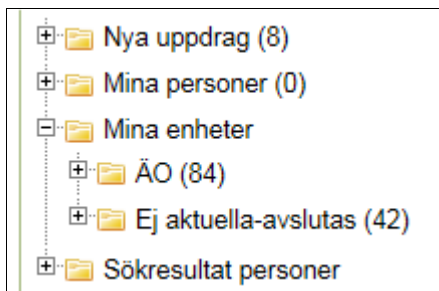 Nya uppdrag (8)
Mina personer (0)
Mina enheter
ÄO (84)
Ej aktuella-avslutas (42)
Sökresultat personer